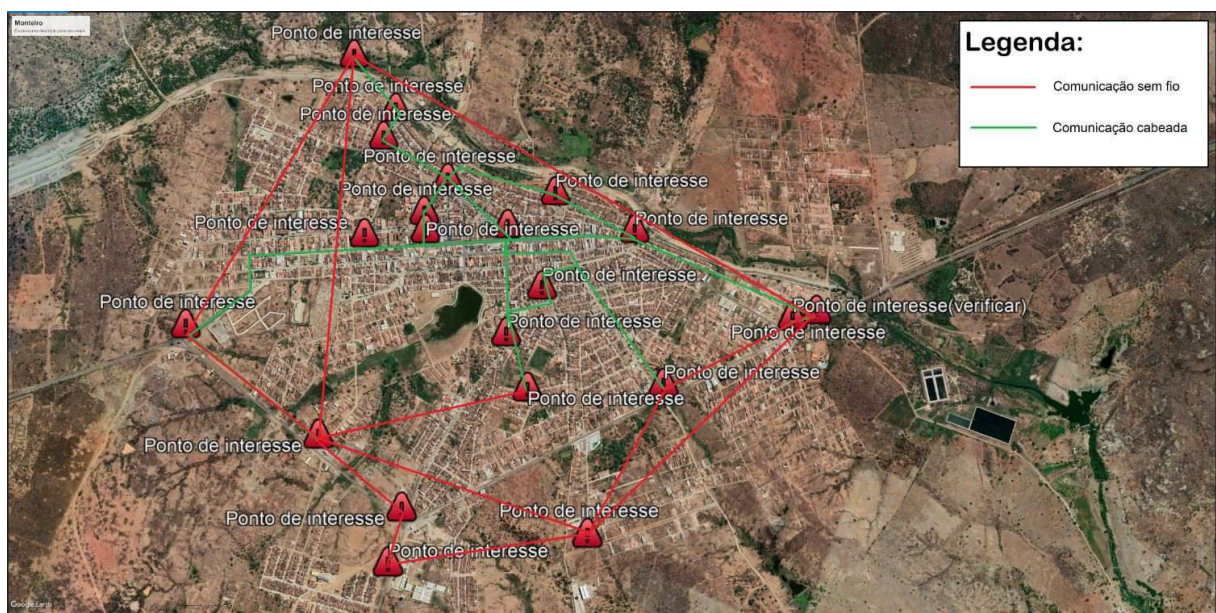 Monteiro
Legenda:
Comunicação sem fio
Comunicação cabeada
Ponto de interesse
Ponto de interesse
Ponto de interesse
Ponto de interesse
Ponto de interesse
Ponto de interesse
Ponto de interesse
Ponto de interesse
Ponto de interesse
Ponto de interesse
Ponto de interesse
Ponto de interesse(verificar)
Ponto de interesse
Ponto de interesse
Ponto de interesse
Ponto de interesse
Ponto de interesse
Ponto de interesse
Ponto de interesse
Ponto de interesse
Google Earth